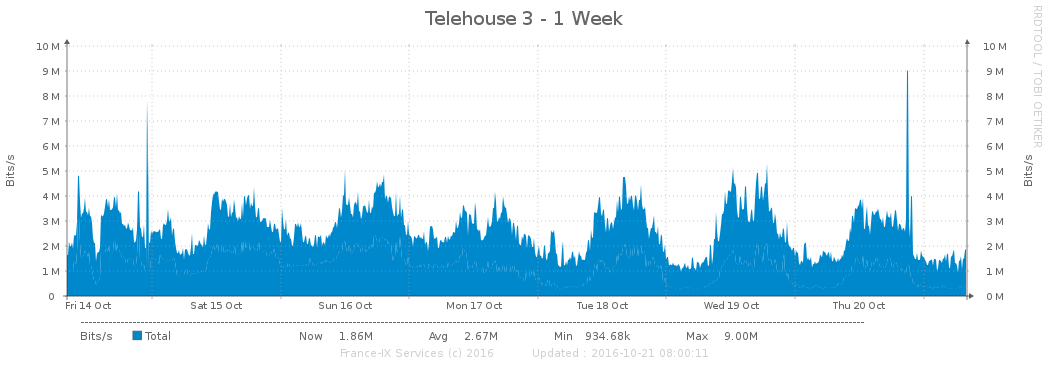 Telehouse 3 - 1 Week
RRDTOOL / TOBI OETIKER
Bits/s
Bits/s
10 M 10 M
9 M 9 M
8 M 8 M
7 M 7 M
6 M 6 M
5 M 5 M
4 M 4 M
3 M 3 M
2 M 2 M
1 M 1 M
0 0 M
Fri 14 Oct Sat 15 Oct Sun 16 Oct Mon 17 Oct Tue 18 Oct Wed 19 Oct Thu 20 Oct
Bits/s Total Now 1.86M Avg 2.67M Min 934.68k Max 9.00M
France-IX Services (c) 2016 Updated : 2016-10-21 08:00:11